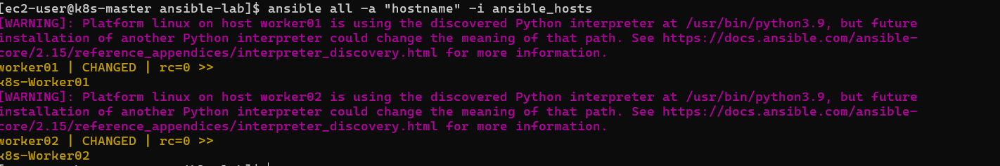 [ec2-user@k8s-master ansible-lab]$ ansible all -a "hostname" -i ansible_hosts
[WARNING]: Platform linux on host worker01 is using the discovered Python interpreter at /usr/bin/python3.9, but future
installation of another Python interpreter could change the meaning of that path. See https://docs.ansible.com/ansible-
core/2.15/reference_appendices/interpreter_discovery.html for more information.
worker01 | CHANGED | rc=0 >>
k8s-Worker01
[WARNING]: Platform linux on host worker02 is using the discovered Python interpreter at /usr/bin/python3.9, but future
installation of another Python interpreter could change the meaning of that path. See https://docs.ansible.com/ansible-
core/2.15/reference_appendices/interpreter_discovery.html for more information.
worker02 | CHANGED | rc=0 >>
k8s-Worker02